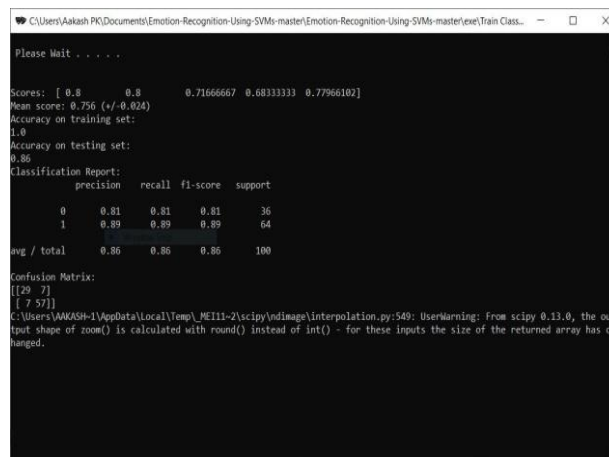 C:\Users\Aakash PK\Documents\Emotion-Recognition-Using-SVMs-master\Emotion-Recognition-Using-SVMs-master\exe\Train Class..
Please Wait . . . . .
Scores: [ 0.8 0.8 0.71666667 0.68333333 0.77966102]
Mean score: 0.756 (+/-0.024)
Accuracy on training set:
1.0
Accuracy on testing set:
0.86
Classification Report:
precision recall f1-score support
0 0.81 0.81 0.81 36
1 0.89 0.89 0.89 64
avg / total 0.86 0.86 0.86 100
Confusion Matrix:
[[29 7]
[ 7 57]]
C:\Users\AAKASH~1\AppData\Local\Temp\_MEI11~2\scipy\ndimage\interpolation.py:549: UserWarning: From scipy 0.13.0, the ou
tput shape of zoom() is calculated with round() instead of int() - for these inputs the size of the returned array has c
hanged.